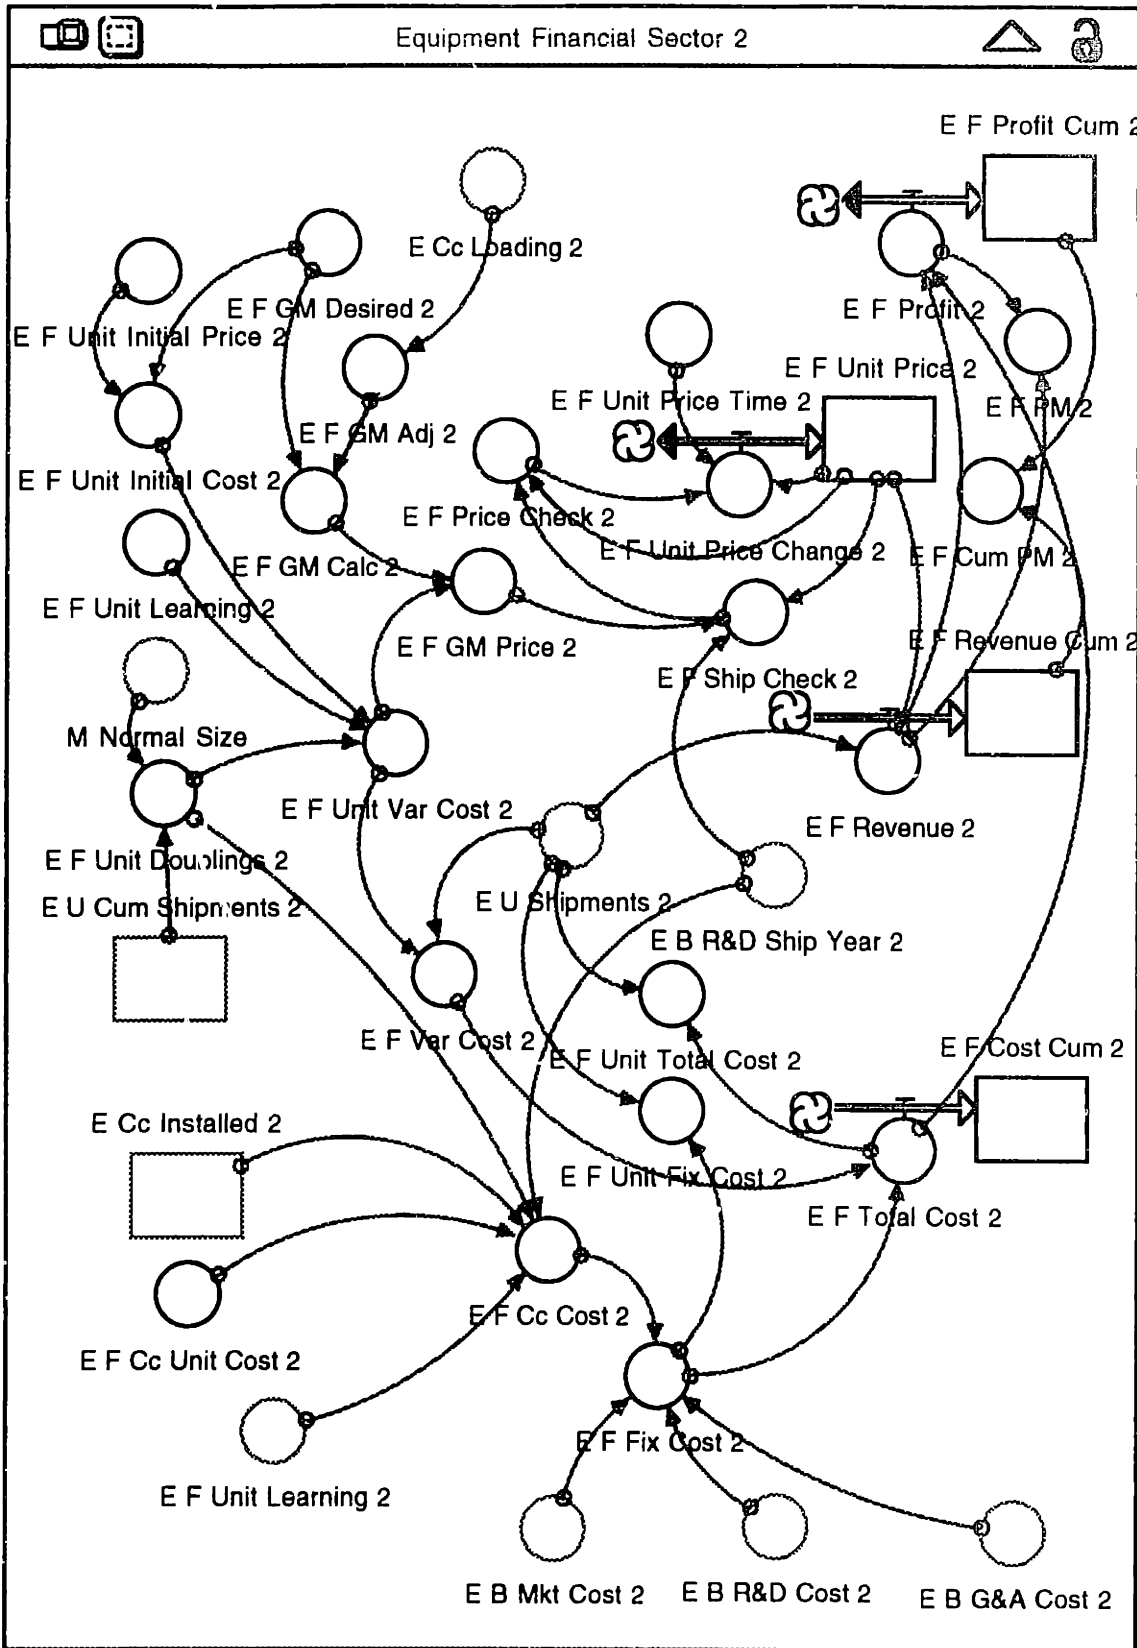 Equipment Financial Sector 2
E F Profit Cum 2
E Cc Loading 2
E F GM Desired 2
E F Profit 2
E F Unit Initial Price 2
E F Unit Price 2
E F Unit Price Time 2
E F PM 2
E F GM Adj 2
E F Unit Initial Cost 2
E F Price Check 2
E F Unit Price Change 2
E F Cum PM 2
E F GM Calc 2
E F Unit Learning 2
E F GM Price 2
E F Revenue Cum 2
E F Ship Check 2
M Normal Size
E F Unit Var Cost 2
E F Revenue 2
E F Unit Doublings 2
E U Cum Shipments 2
E U Shipments 2
E B R&D Ship Year 2
E F Var Cost 2
E F Unit Total Cost 2
E F Cost Cum 2
E Cc Installed 2
E F Unit Fix Cost 2
E F Total Cost 2
E F Cc Cost 2
E F Cc Unit Cost 2
E F Fix Cost 2
E F Unit Learning 2
E B Mkt Cost 2
E B R&D Cost 2
E B G&A Cost 2